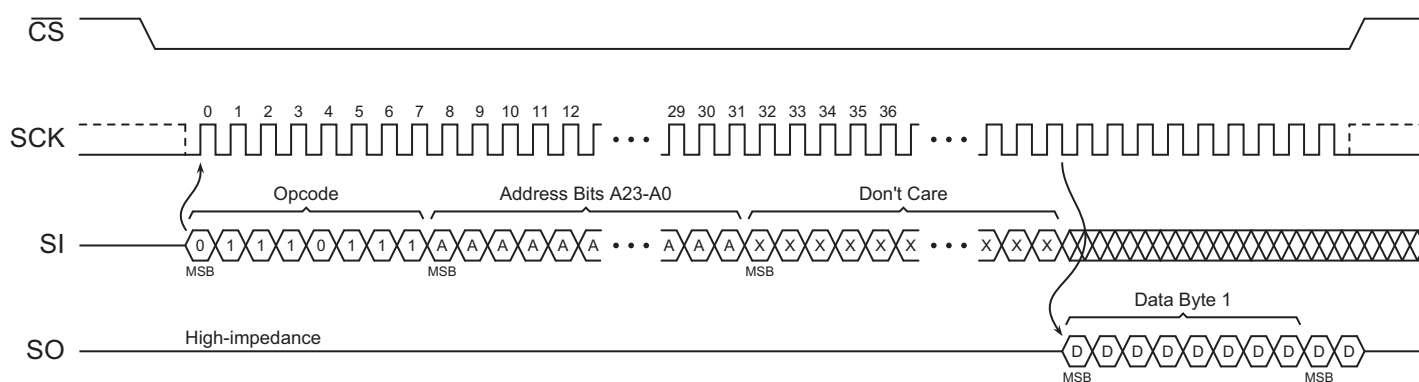 CS
0 1 2 3 4 5 6 7 8 9 10 11 12 29 30 31 32 33 34 35 36
SCK
Opcode Address Bits A23-A0 Don't Care
SI 0 1 1 1 0 1 1 1 A A A A A A A A A X X X X X X X X X
MSB MSB MSB
Data Byte 1
High-impedance
SO D D D D D D D D D D
MSB MSB